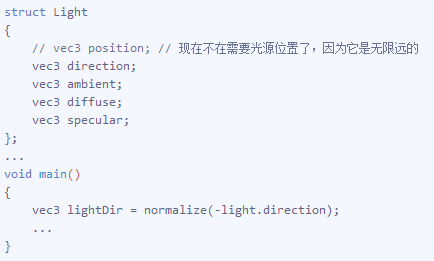 struct Light
{
// vec3 position; // 现在不在需要光源位置了，因为它是无限远的
vec3 direction;
vec3 ambient;
vec3 diffuse;
vec3 specular;
};
...
void main()
{
vec3 lightDir = normalize(-light.direction);
...
}